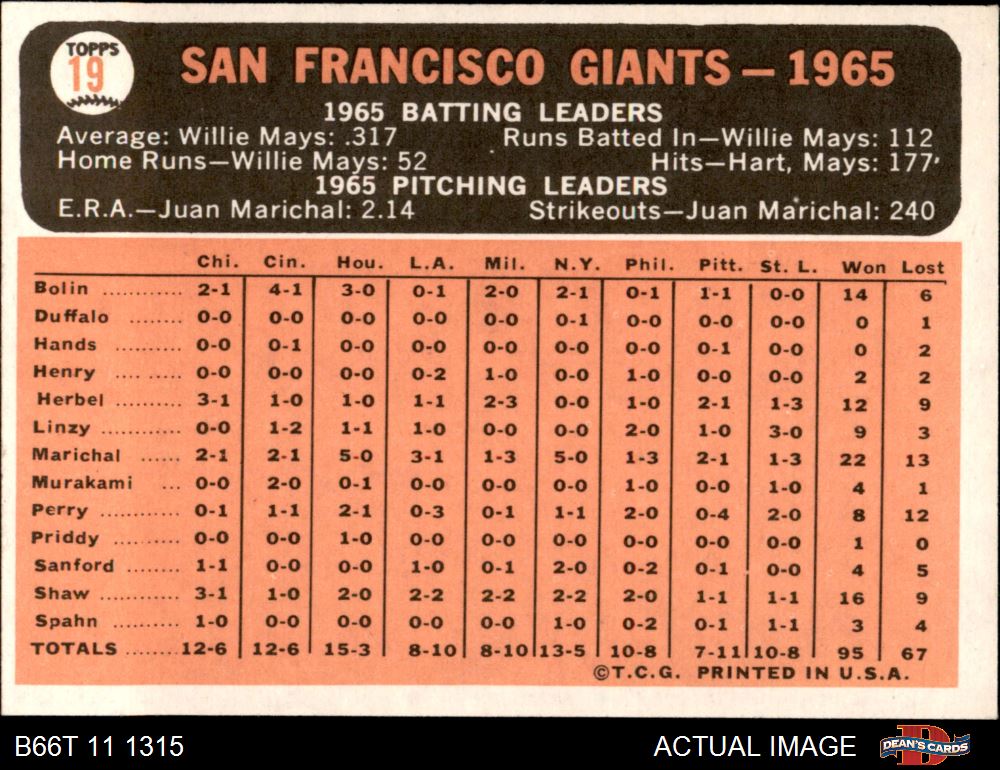 TOPPS
19
SAN FRANCISCO GIANTS — 1965
1965 BATTING LEADERS
Average: Willie Mays: .317 Runs Batted In—Willie Mays: 112
Home Runs—Willie Mays: 52 Hits—Hart, Mays: 177
1965 PITCHING LEADERS
E.R.A.—Juan Marichal: 2.14 Strikeouts—Juan Marichal: 240
Chi. Cin. Hou. L.A. Mil. N.Y. Phil. Pitt. St. L. Won Lost
Bolin ........... 2-1 4-1 3-0 0-1 2-0 2-1 0-1 1-1 0-0 14 6
Duffalo ........ 0-0 0-0 0-0 0-0 0-0 0-1 0-0 0-0 0-0 0 1
Hands .......... 0-0 0-1 0-0 0-0 0-0 0-0 0-0 0-1 0-0 0 2
Henry .... ..... 0-0 0-0 0-0 0-2 1-0 0-0 1-0 0-0 0-0 2 2
Herbel .......... 3-1 1-0 1-0 1-1 2-3 0-0 1-0 2-1 1-3 12 9
Linzy ........... 0-0 1-2 1-1 1-0 0-0 0-0 2-0 1-0 3-0 9 3
Marichal ...... 2-1 2-1 5-0 3-1 1-3 5-0 1-3 2-1 1-3 22 13
Murakami ... 0-0 2-0 0-1 0-0 0-0 0-0 1-0 0-0 1-0 4 1
Perry ............ 0-1 1-1 2-1 0-3 0-1 1-1 2-0 0-4 2-0 8 12
Priddy .......... 0-0 0-0 1-0 0-0 0-0 0-0 0-0 0-0 0-0 1 0
Sanford ........ 1-1 0-0 0-0 1-0 0-1 2-0 0-2 0-1 0-0 4 5
Shaw ............ 3-1 1-0 2-0 2-2 2-2 2-2 2-0 1-1 1-1 16 9
Spahn .......... 1-0 0-0 0-0 0-0 0-0 1-0 0-2 0-1 1-1 3 4
TOTALS ....... 12-6 12-6 15-3 8-10 8-10 13-5 10-8 7-11 10-8 95 67
©T.C.G. PRINTED IN U.S.A.
B66T 11 1315 ACTUAL IMAGE DEAN'S CARDS